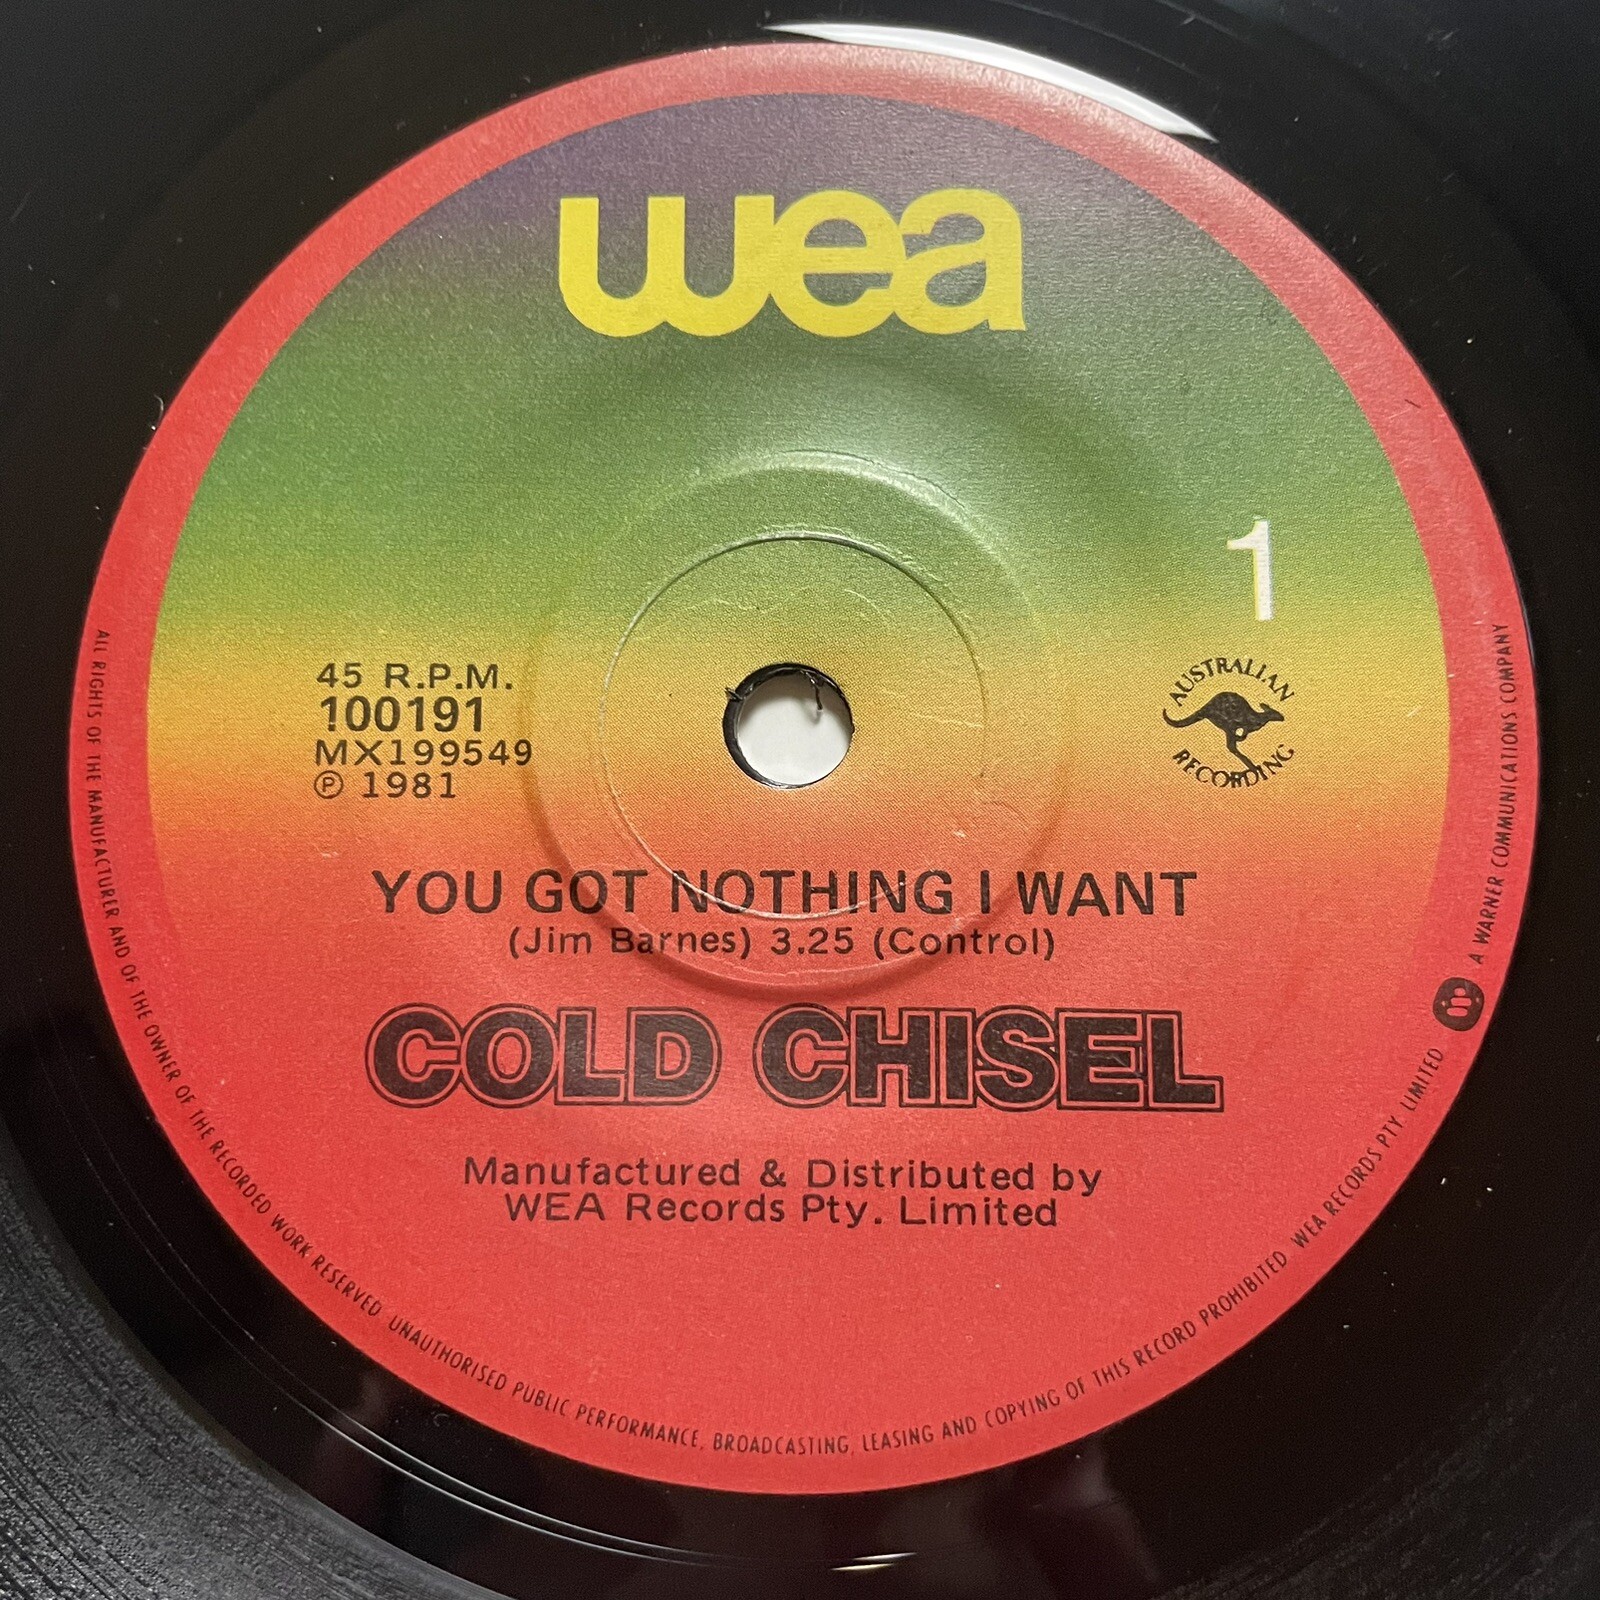 wea
1
45 R.P.M.
100191
MX199549
℗ 1981
AUSTRALIAN
RECORDING
YOU GOT NOTHING I WANT
(Jim Barnes) 3.25 (Control)
COLD CHISEL
Manufactured & Distributed by
WEA Records Pty. Limited
ALL RIGHTS OF THE MANUFACTURER AND OF THE OWNER OF THE RECORDED WORK RESERVED UNAUTHORISED PUBLIC PERFORMANCE, BROADCASTING, LEASING AND COPYING OF THIS RECORD PROHIBITED WEA RECORDS PTY. LIMITED A WARNER COMMUNICATIONS COMPANY